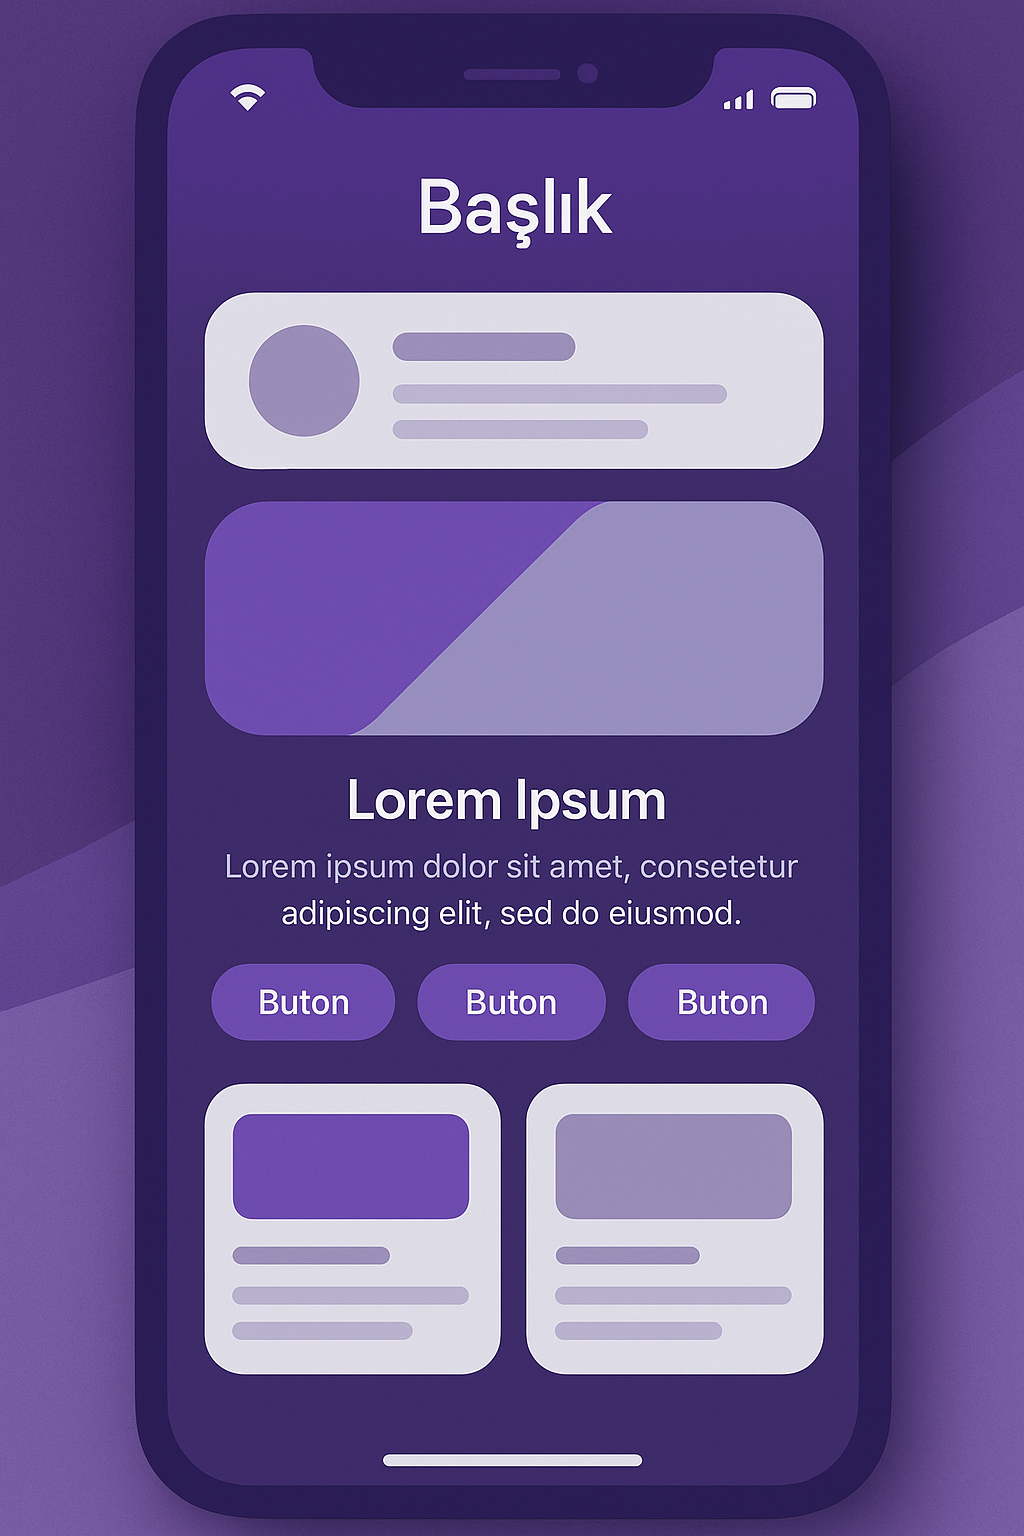 Başlık
Lorem Ipsum
Lorem ipsum dolor sit amet, consetetur
adipiscing elit, sed do eiusmod.
Buton
Buton
Buton